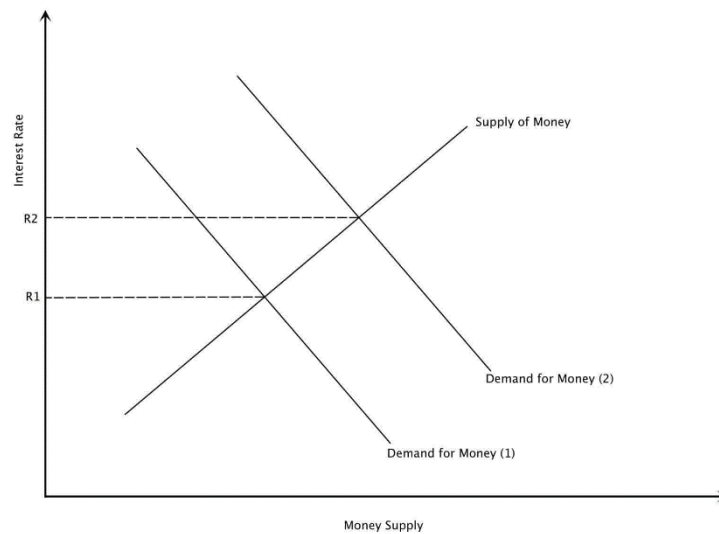 Interest Rate
Supply of Money
R2
R1
Demand for Money (2)
Demand for Money (1)
Money Supply